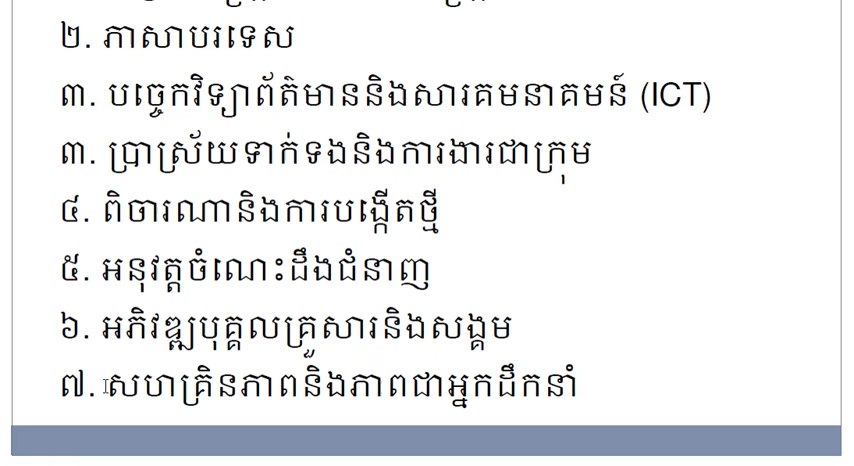 ២. ភាសាបរទេស
៣. បច្ចេកវិទ្យាព័ត៌មាននិងសារគមនាគមន៍ (ICT)
៣. ប្រាស្រ័យទាក់ទងនិងការងារជាក្រុម
៤. ពិចារណានិងការបង្កើតថ្មី
៥. អនុវត្តចំណេះដឹងជំនាញ
៦. អភិវឌ្ឍបុគ្គលគ្រួសារនិងសង្គម
៧. សហគ្រិនភាពនិងភាពជាអ្នកដឹកនាំ